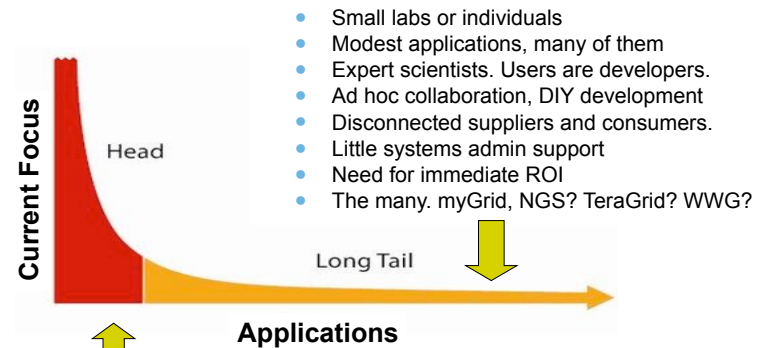 • Small labs or individuals
• Modest applications, many of them
• Expert scientists. Users are developers.
• Ad hoc collaboration, DIY development
• Disconnected suppliers and consumers.
• Little systems admin support
• Need for immediate ROI
• The many. myGrid, NGS? TeraGrid? WWG?
Current Focus
Head
Long Tail
Applications